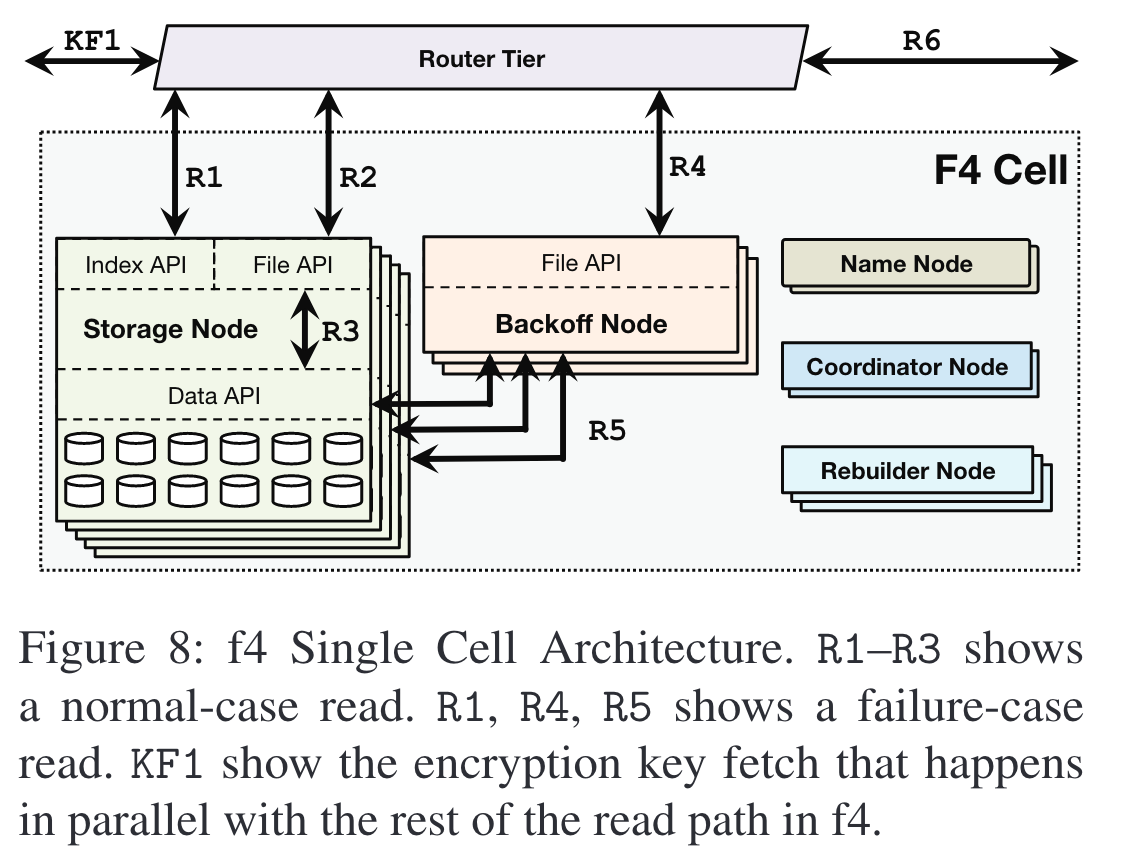 KF1
Router Tier
R6
R1
R2
R4
F4 Cell
Index API
File API
Storage Node
R3
Data API
File API
Backoff Node
R5
Name Node
Coordinator Node
Rebuilder Node
Figure 8: f4 Single Cell Architecture. R1–R3 shows
a normal-case read. R1, R4, R5 shows a failure-case
read. KF1 show the encryption key fetch that happens
in parallel with the rest of the read path in f4.